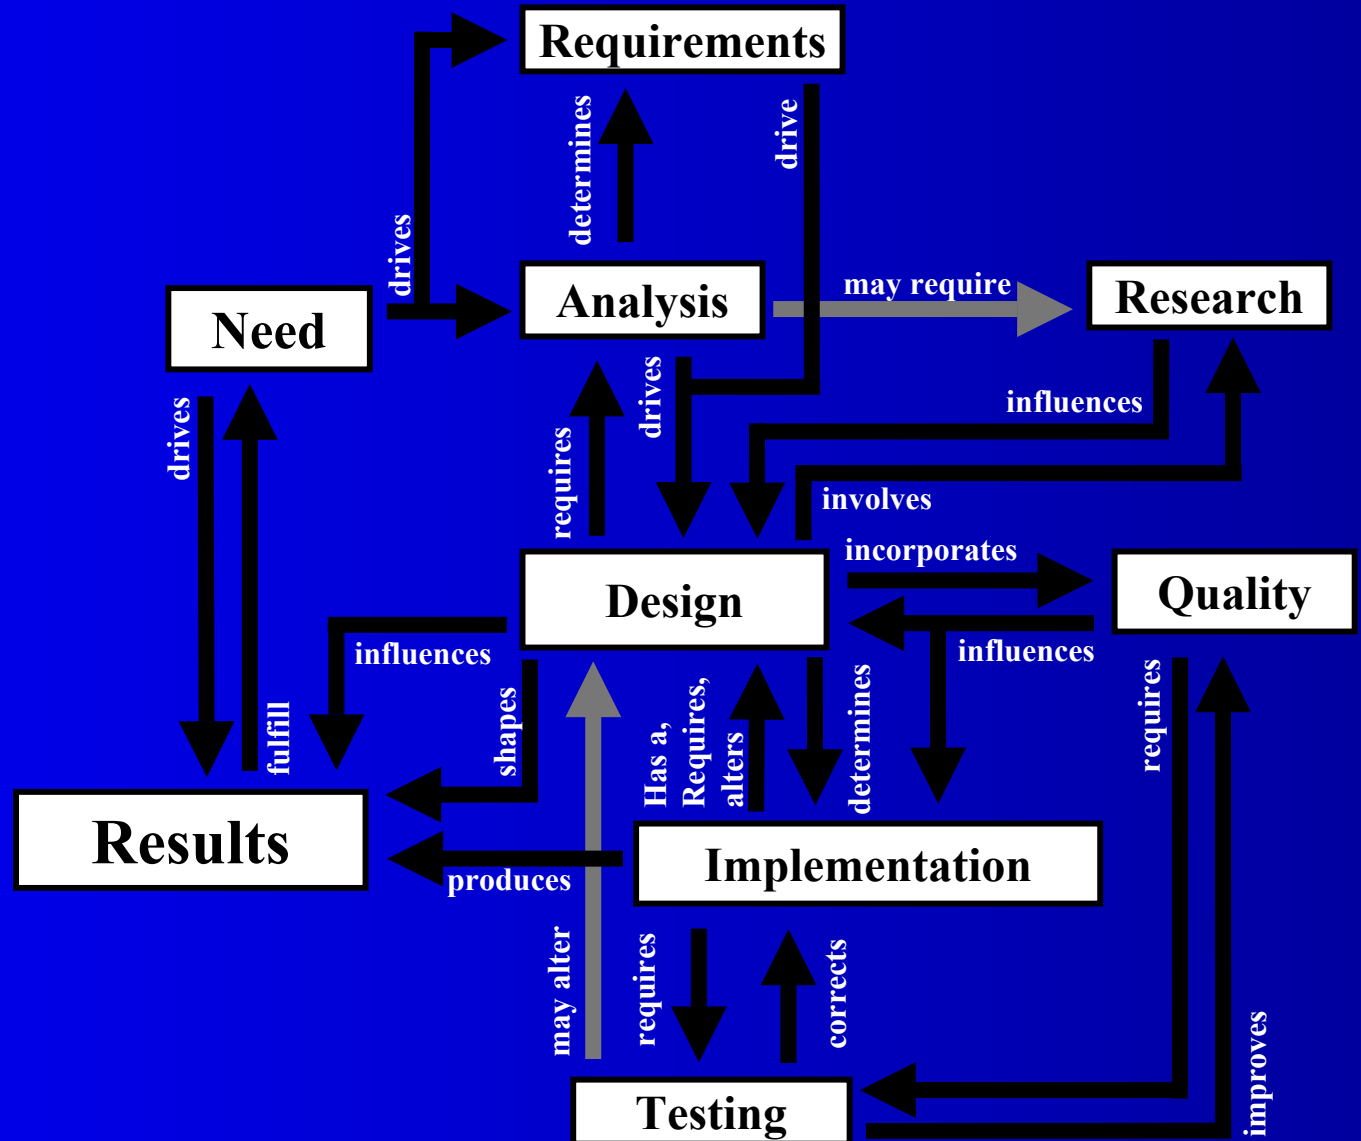 Requirements
determines
drive
drives
Analysis
may require
Research
Need
drives
requires
drives
influences
involves
incorporates
Design
Quality
influences
influences
fulfill
shapes
Has a,
Requires,
alters
determines
requires
Results
Implementation
produces
may alter
requires
corrects
improves
Testing